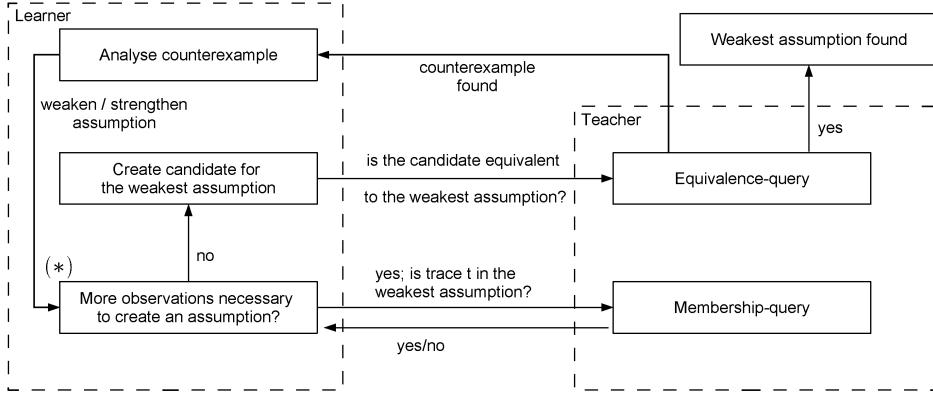 Learner
Analyse counterexample
Weakest assumption found
counterexample
found
weaken / strengthen
assumption
Teacher
yes
Create candidate for
the weakest assumption
is the candidate equivalent
to the weakest assumption?
Equivalence-query
no
(*)
More observations necessary
to create an assumption?
yes; is trace t in the
weakest assumption?
Membership-query
yes/no